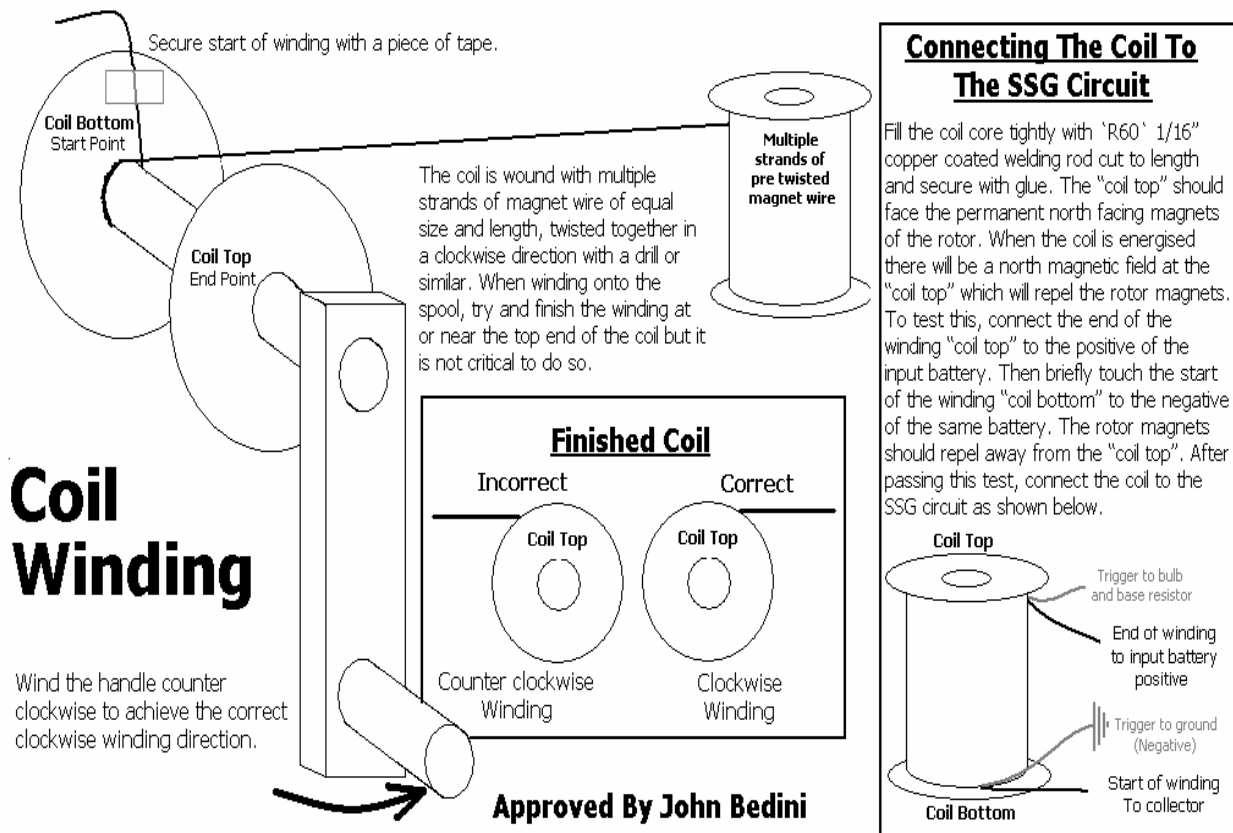 Secure start of winding with a piece of tape.
Coil Bottom
Start Point
Coil Top
End Point
Multiple
strands of
pre twisted
magnet wire
The coil is wound with multiple
strands of magnet wire of equal
size and length, twisted together in
a clockwise direction with a drill or
similar. When winding onto the
spool, try and finish the winding at
or near the top end of the coil but it
is not critical to do so.
Coil
Winding
Wind the handle counter
clockwise to achieve the correct
clockwise winding direction.
Finished Coil
Incorrect
Correct
Coil Top
Coil Top
Counter clockwise
Winding
Clockwise
Winding
Approved By John Bedini
Connecting The Coil To
The SSG Circuit
Fill the coil core tightly with `R60` 1/16"
copper coated welding rod cut to length
and secure with glue. The "coil top" should
face the permanent north facing magnets
of the rotor. When the coil is energised
there will be a north magnetic field at the
"coil top" which will repel the rotor magnets.
To test this, connect the end of the
winding "coil top" to the positive of the
input battery. Then briefly touch the start
of the winding "coil bottom" to the negative
of the same battery. The rotor magnets
should repel away from the "coil top". After
passing this test, connect the coil to the
SSG circuit as shown below.
Coil Top
Trigger to bulb
and base resistor
End of winding
to input battery
positive
Trigger to ground
(Negative)
Start of winding
To collector
Coil Bottom